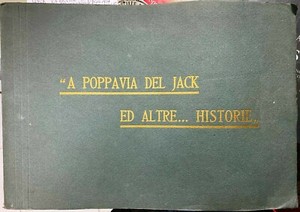 "A POPPAVIA DEL JACK
ED ALTRE... HISTORIE.